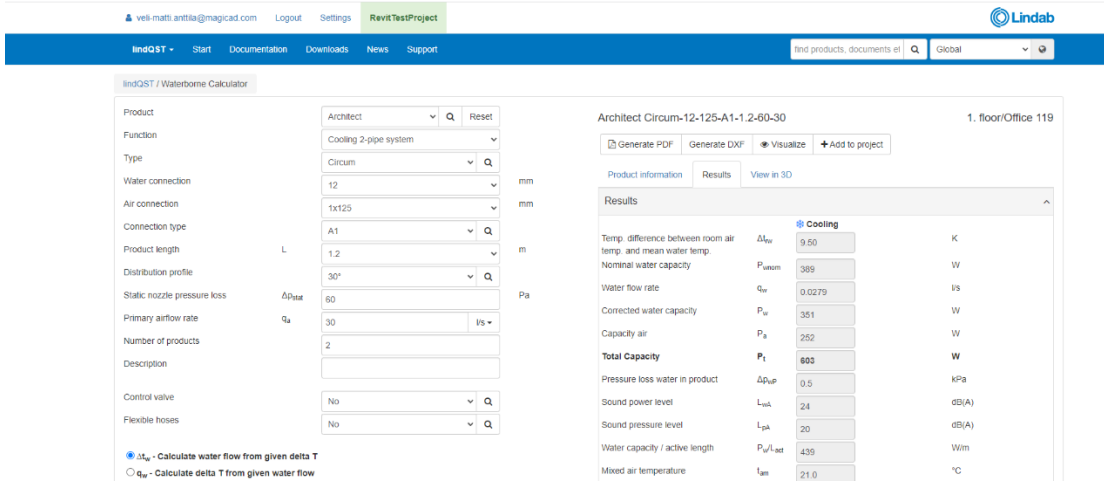 veli-matti.anttila@magicad.com Logout Settings RevitTestProject
Lindab
lindQST Start Documentation Downloads News Support
find products, documents et
Global
lindQST / Waterborne Calculator
Product Architect Reset
Function Cooling 2-pipe system
Type Circum
Water connection 12 mm
Air connection 1x125 mm
Connection type A1
Product length L 1.2 m
Distribution profile 30°
Static nozzle pressure loss Δpstat 60 Pa
Primary airflow rate qa 30 l/s
Number of products 2
Description
Control valve No
Flexible hoses No
Δtw - Calculate water flow from given delta T
qw - Calculate delta T from given water flow
Architect Circum-12-125-A1-1.2-60-30 1. floor/Office 119
Generate PDF Generate DXF Visualize + Add to project
Product information Results View in 3D
Results
Cooling
Temp. difference between room air Δtrw 9.50 K
temp. and mean water temp.
Nominal water capacity Pwnom 389 W
Water flow rate qw 0.0279 l/s
Corrected water capacity Pw 351 W
Capacity air Pa 252 W
Total Capacity Pt 603 W
Pressure loss water in product ΔpwP 0.5 kPa
Sound power level LwA 24 dB(A)
Sound pressure level LpA 20 dB(A)
Water capacity / active length Pw/Lact 439 W/m
Mixed air temperature tam 21.0 °C